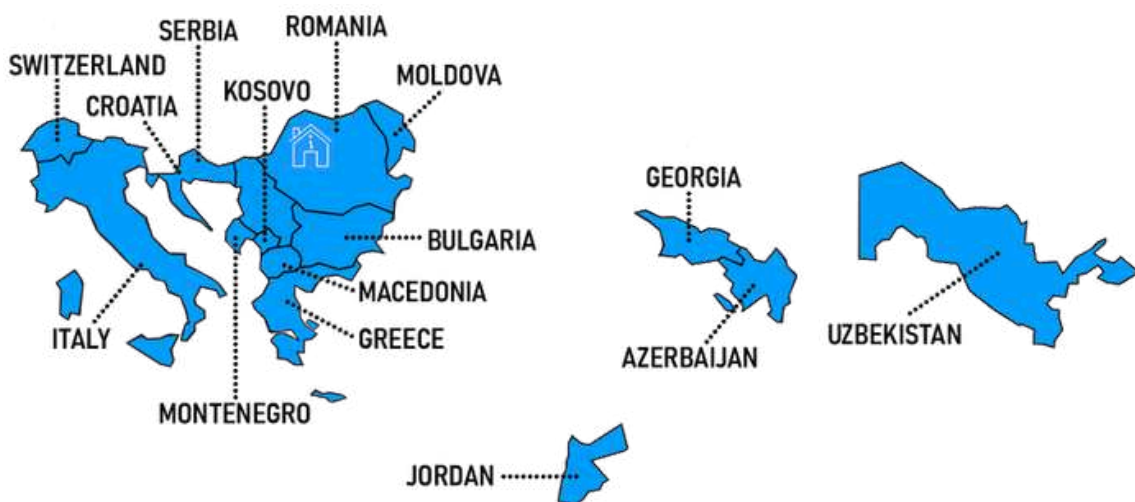 SERBIA
ROMANIA
SWITZERLAND
MOLDOVA
CROATIA
KOSOVO
GEORGIA
BULGARIA
MACEDONIA
ITALY
GREECE
UZBEKISTAN
AZERBAIJAN
MONTENEGRO
JORDAN